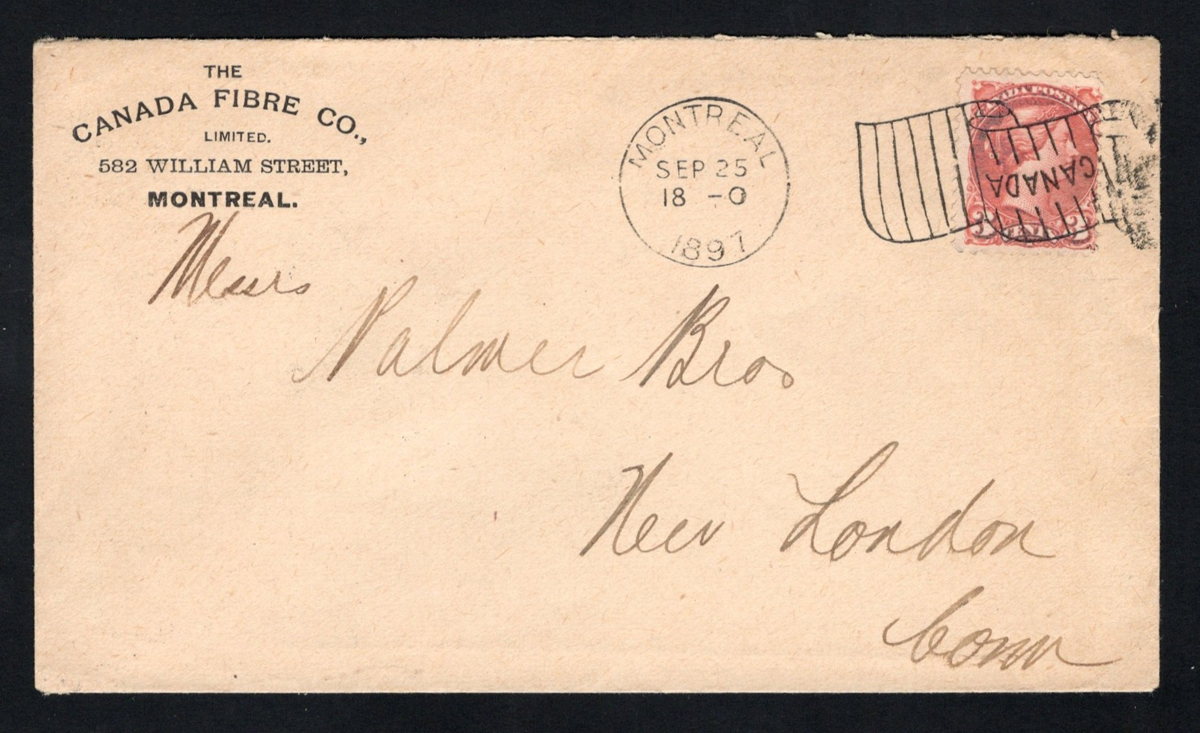 THE
CANADA FIBRE CO.,
LIMITED.
582 WILLIAM STREET,
MONTREAL.
MONTREAL
SEP 25
18 - 0
1897
CANADA
Messrs
Palmer Bros
New London
Conn